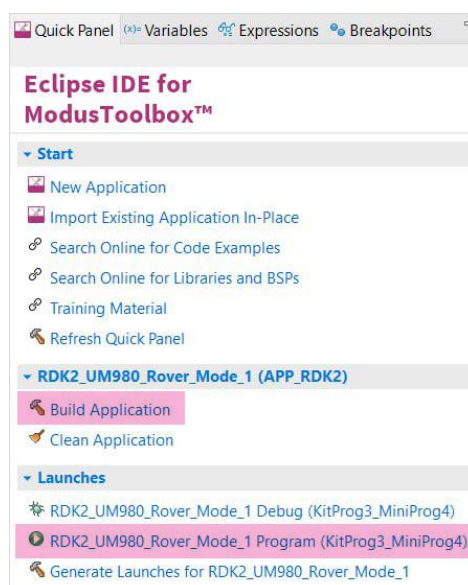 Quick Panel (x)= Variables Expressions Breakpoints
Eclipse IDE for
ModusToolbox™
Start
New Application
Import Existing Application In-Place
Search Online for Code Examples
Search Online for Libraries and BSPs
Training Material
Refresh Quick Panel
RDK2_UM980_Rover_Mode_1 (APP_RDK2)
Build Application
Clean Application
Launches
RDK2_UM980_Rover_Mode_1 Debug (KitProg3_MiniProg4)
RDK2_UM980_Rover_Mode_1 Program (KitProg3_MiniProg4)
Generate Launches for RDK2_UM980_Rover_Mode_1